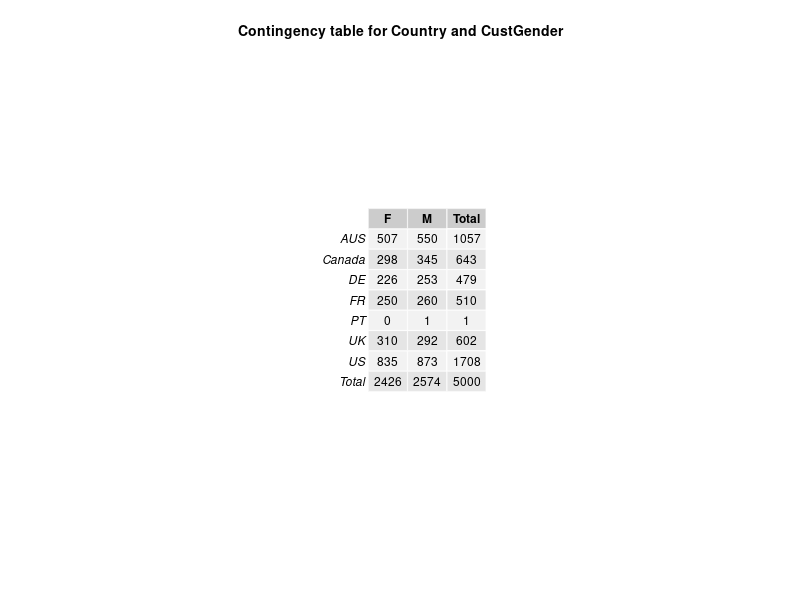 Contingency table for Country and CustGender
F M Total
AUS 507 550 1057
Canada 298 345 643
DE 226 253 479
FR 250 260 510
PT 0 1 1
UK 310 292 602
US 835 873 1708
Total 2426 2574 5000